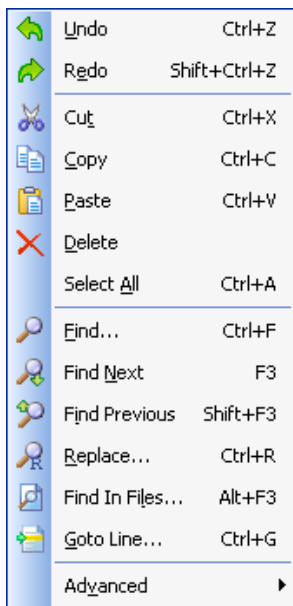 Undo Ctrl+Z
Redo Shift+Ctrl+Z
Cut Ctrl+X
Copy Ctrl+C
Paste Ctrl+V
Delete
Select All Ctrl+A
Find... Ctrl+F
Find Next F3
Find Previous Shift+F3
Replace... Ctrl+R
Find In Files... Alt+F3
Goto Line... Ctrl+G
Advanced